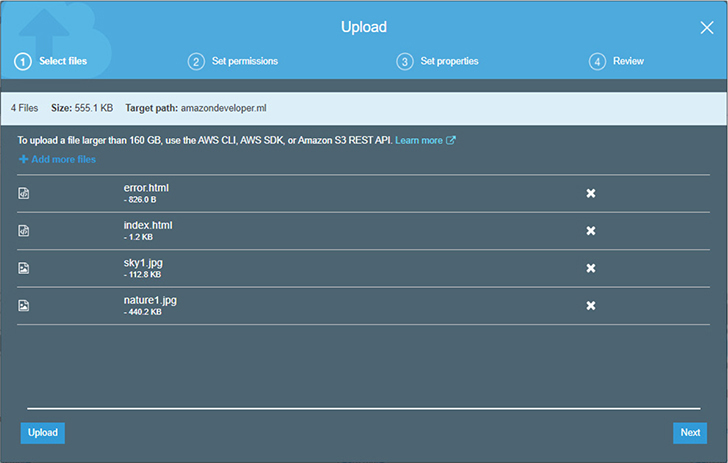 Upload
1 Select files 2 Set permissions 3 Set properties 4 Review
4 Files Size: 555.1 KB Target path: amazondeveloper.ml
To upload a file larger than 160 GB, use the AWS CLI, AWS SDK, or Amazon S3 REST API. Learn more
Add more files
error.html
- 826.0 B
index.html
- 1.2 KB
sky1.jpg
- 112.8 KB
nature1.jpg
- 440.2 KB
Upload Next